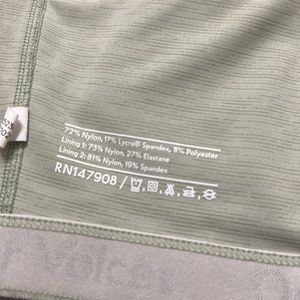 72% Nylon, 17% Lycra® Spandex, 8% Polyester
Lining 1: 73% Nylon, 27% Elastane
Lining 2: 81% Nylon, 19% Spandex
RN147908 /